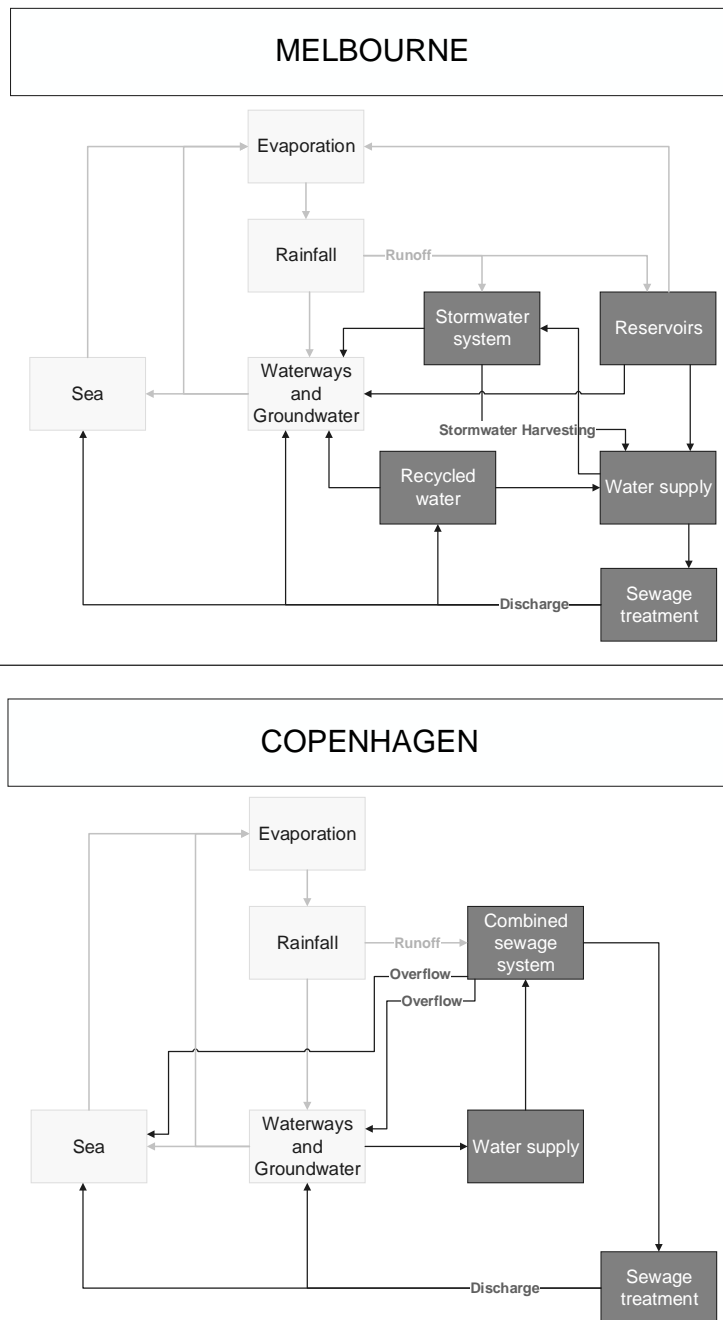 MELBOURNE
Evaporation
Rainfall
Runoff
Stormwater
system
Reservoirs
Sea
Waterways
and
Groundwater
Stormwater Harvesting
Recycled
water
Water supply
Discharge
Sewage
treatment
COPENHAGEN
Evaporation
Rainfall
Runoff
Combined
sewage
system
Overflow
Overflow
Sea
Waterways
and
Groundwater
Water supply
Discharge
Sewage
treatment